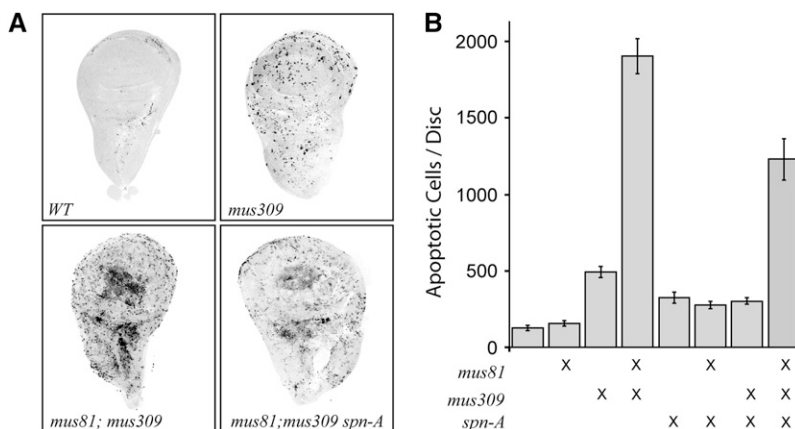 A
WT
mus309
mus81; mus309
mus81;mus309 spn-A
B
Apoptotic Cells / Disc
2000
1500
1000
500
0
mus81 X X X X
mus309 X X X X
spn-A X X X X